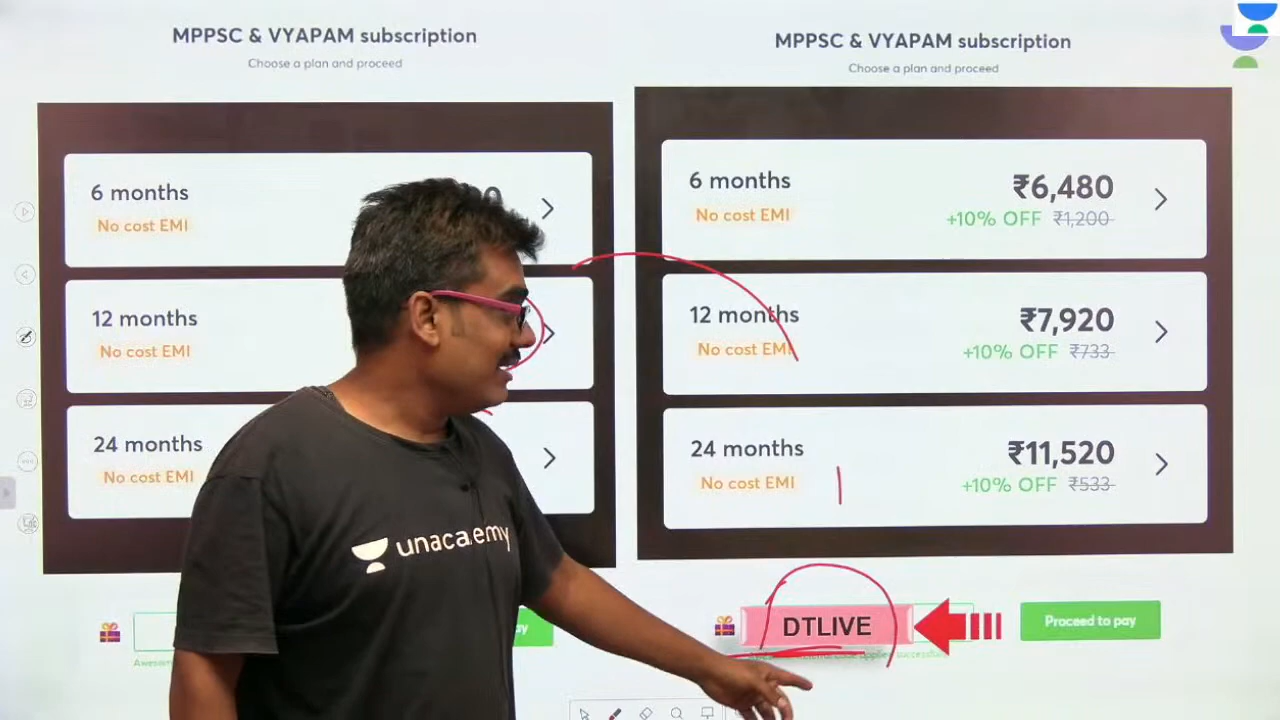 MPPSC & VYAPAM subscription
Choose a plan and proceed
6 months
No cost EMI
12 months
No cost EMI
24 months
No cost EMI
MPPSC & VYAPAM subscription
Choose a plan and proceed
6 months
₹6,480
No cost EMI
+10% OFF ₹1,200
12 months
₹7,920
No cost EMI
+10% OFF ₹733
24 months
₹11,520
No cost EMI
+10% OFF ₹533
DTLIVE
Proceed to pay
unacademy